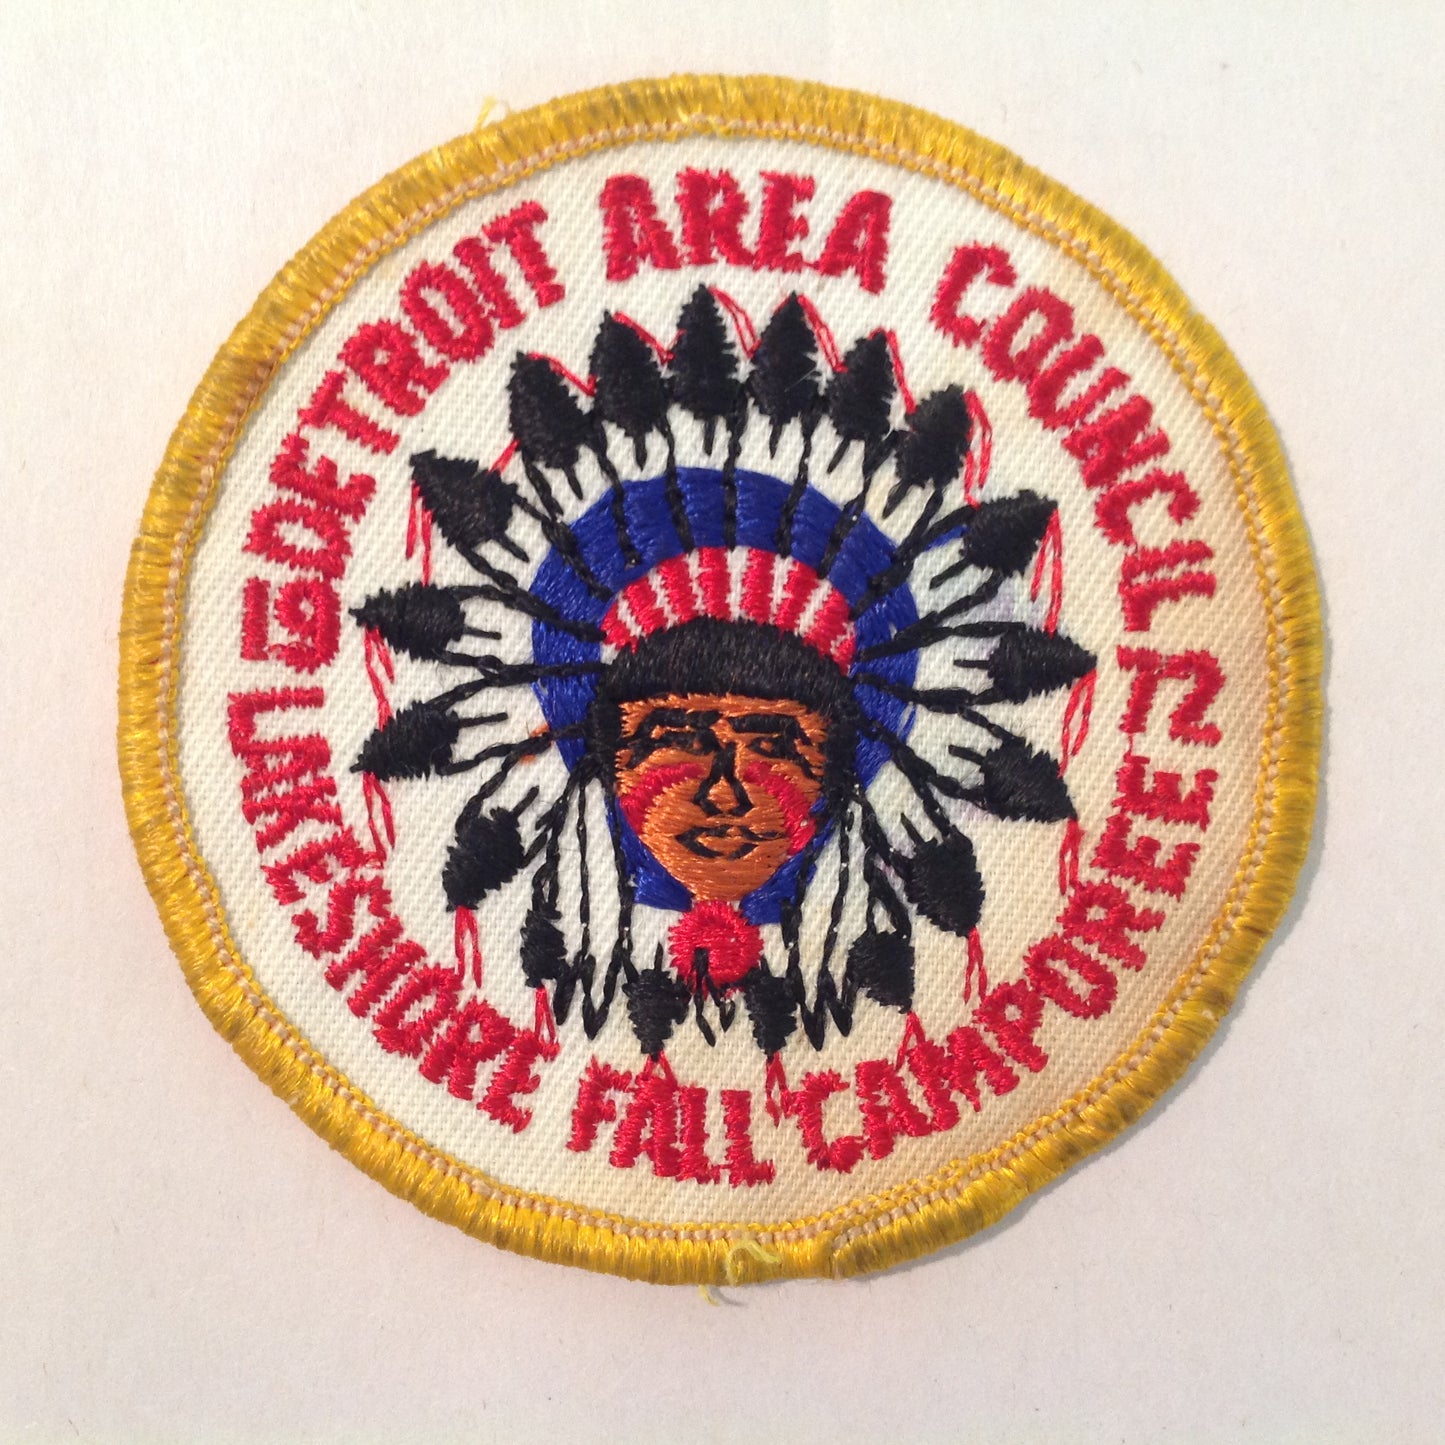 DETROIT AREA COUNCIL
19 72
LAKESHORE FALL CAMPOREE